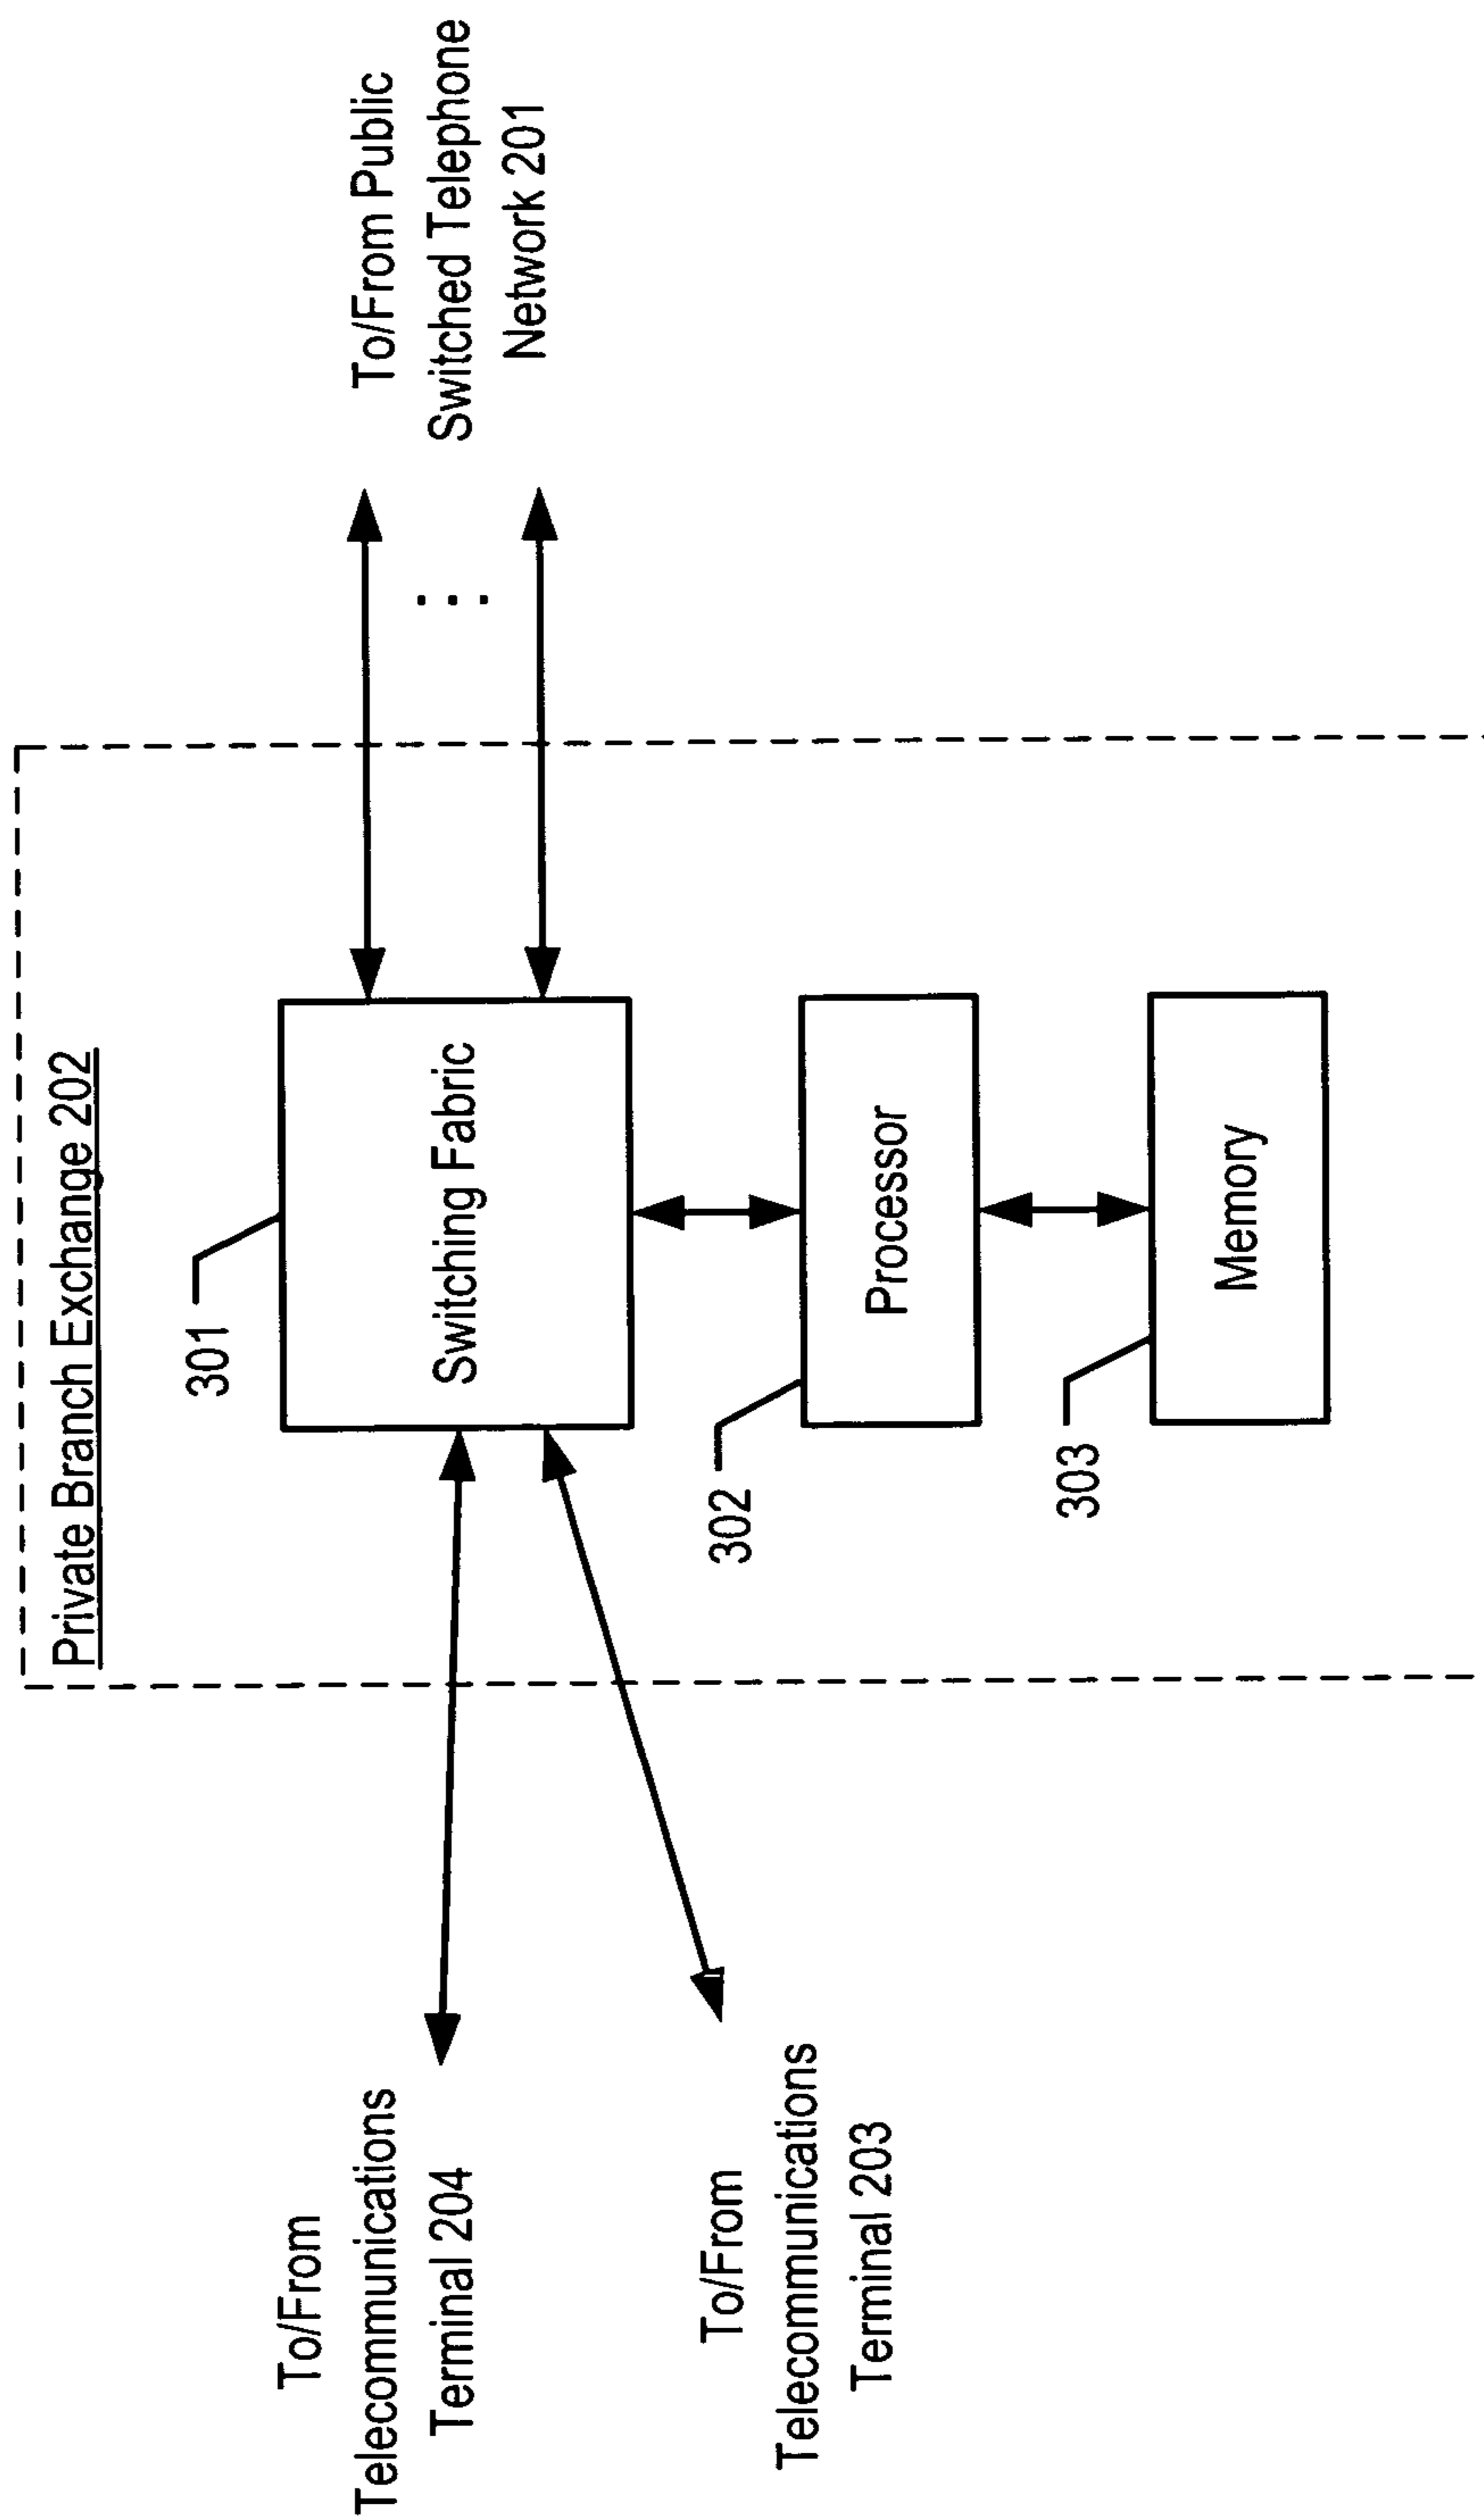 Private Branch Exchange 202
301
Switching Fabric
To/From Public
Switched Telephone
Network 201
To/From
Telecommunications
Terminal 204
To/From
Telecommunications
Terminal 203
302
Processor
303
Memory